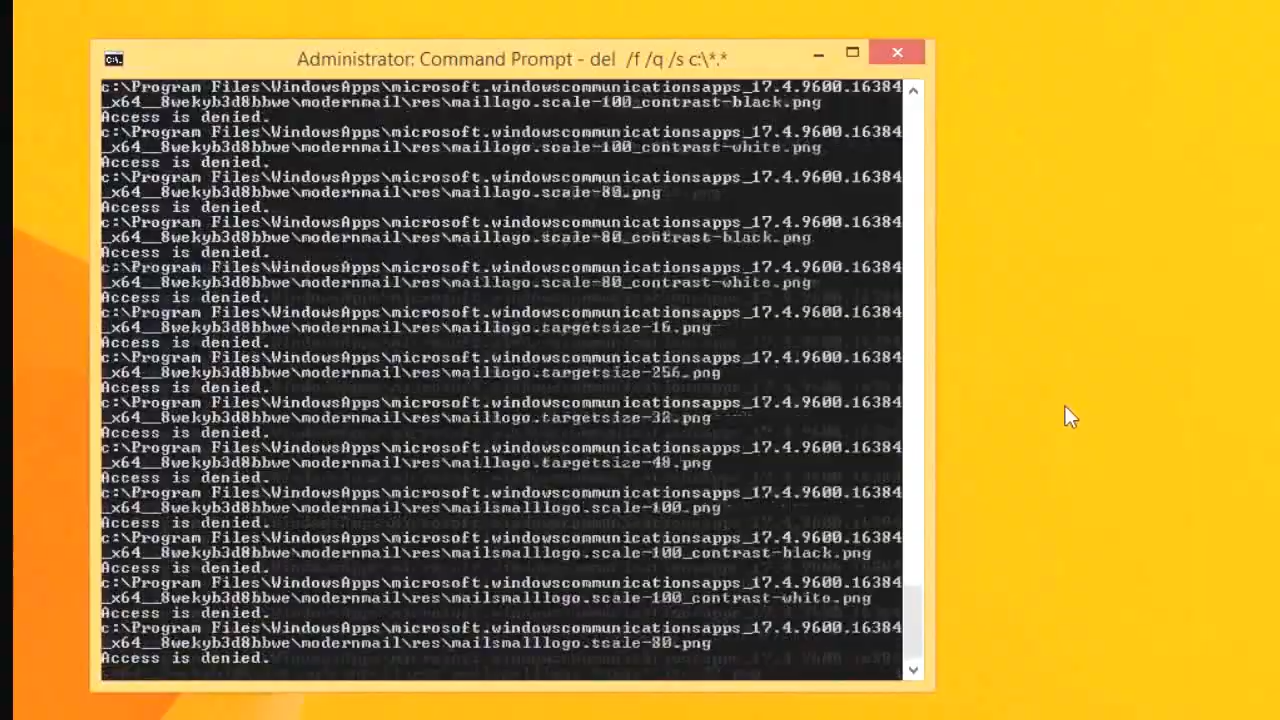 Administrator: Command Prompt - del  /f /q /s c:\*.*
c:\Program Files\WindowsApps\microsoft.windowscommunicationsapps_17.4.9600.16384
_x64__8wekyb3d8bbwe\modernmail\res\maillogo.scale-100_contrast-black.png
Access is denied.
c:\Program Files\WindowsApps\microsoft.windowscommunicationsapps_17.4.9600.16384
_x64__8wekyb3d8bbwe\modernmail\res\maillogo.scale-100_contrast-white.png
Access is denied.
c:\Program Files\WindowsApps\microsoft.windowscommunicationsapps_17.4.9600.16384
_x64__8wekyb3d8bbwe\modernmail\res\maillogo.scale-80.png
Access is denied.
c:\Program Files\WindowsApps\microsoft.windowscommunicationsapps_17.4.9600.16384
_x64__8wekyb3d8bbwe\modernmail\res\maillogo.scale-80_contrast-black.png
Access is denied.
c:\Program Files\WindowsApps\microsoft.windowscommunicationsapps_17.4.9600.16384
_x64__8wekyb3d8bbwe\modernmail\res\maillogo.scale-80_contrast-white.png
Access is denied.
c:\Program Files\WindowsApps\microsoft.windowscommunicationsapps_17.4.9600.16384
_x64__8wekyb3d8bbwe\modernmail\res\maillogo.targetsize-16.png
Access is denied.
c:\Program Files\WindowsApps\microsoft.windowscommunicationsapps_17.4.9600.16384
_x64__8wekyb3d8bbwe\modernmail\res\maillogo.targetsize-256.png
Access is denied.
c:\Program Files\WindowsApps\microsoft.windowscommunicationsapps_17.4.9600.16384
_x64__8wekyb3d8bbwe\modernmail\res\maillogo.targetsize-32.png
Access is denied.
c:\Program Files\WindowsApps\microsoft.windowscommunicationsapps_17.4.9600.16384
_x64__8wekyb3d8bbwe\modernmail\res\maillogo.targetsize-48.png
Access is denied.
c:\Program Files\WindowsApps\microsoft.windowscommunicationsapps_17.4.9600.16384
_x64__8wekyb3d8bbwe\modernmail\res\mailsmalllogo.scale-100.png
Access is denied.
c:\Program Files\WindowsApps\microsoft.windowscommunicationsapps_17.4.9600.16384
_x64__8wekyb3d8bbwe\modernmail\res\mailsmalllogo.scale-100_contrast-black.png
Access is denied.
c:\Program Files\WindowsApps\microsoft.windowscommunicationsapps_17.4.9600.16384
_x64__8wekyb3d8bbwe\modernmail\res\mailsmalllogo.scale-100_contrast-white.png
Access is denied.
c:\Program Files\WindowsApps\microsoft.windowscommunicationsapps_17.4.9600.16384
_x64__8wekyb3d8bbwe\modernmail\res\mailsmalllogo.scale-80.png
Access is denied.